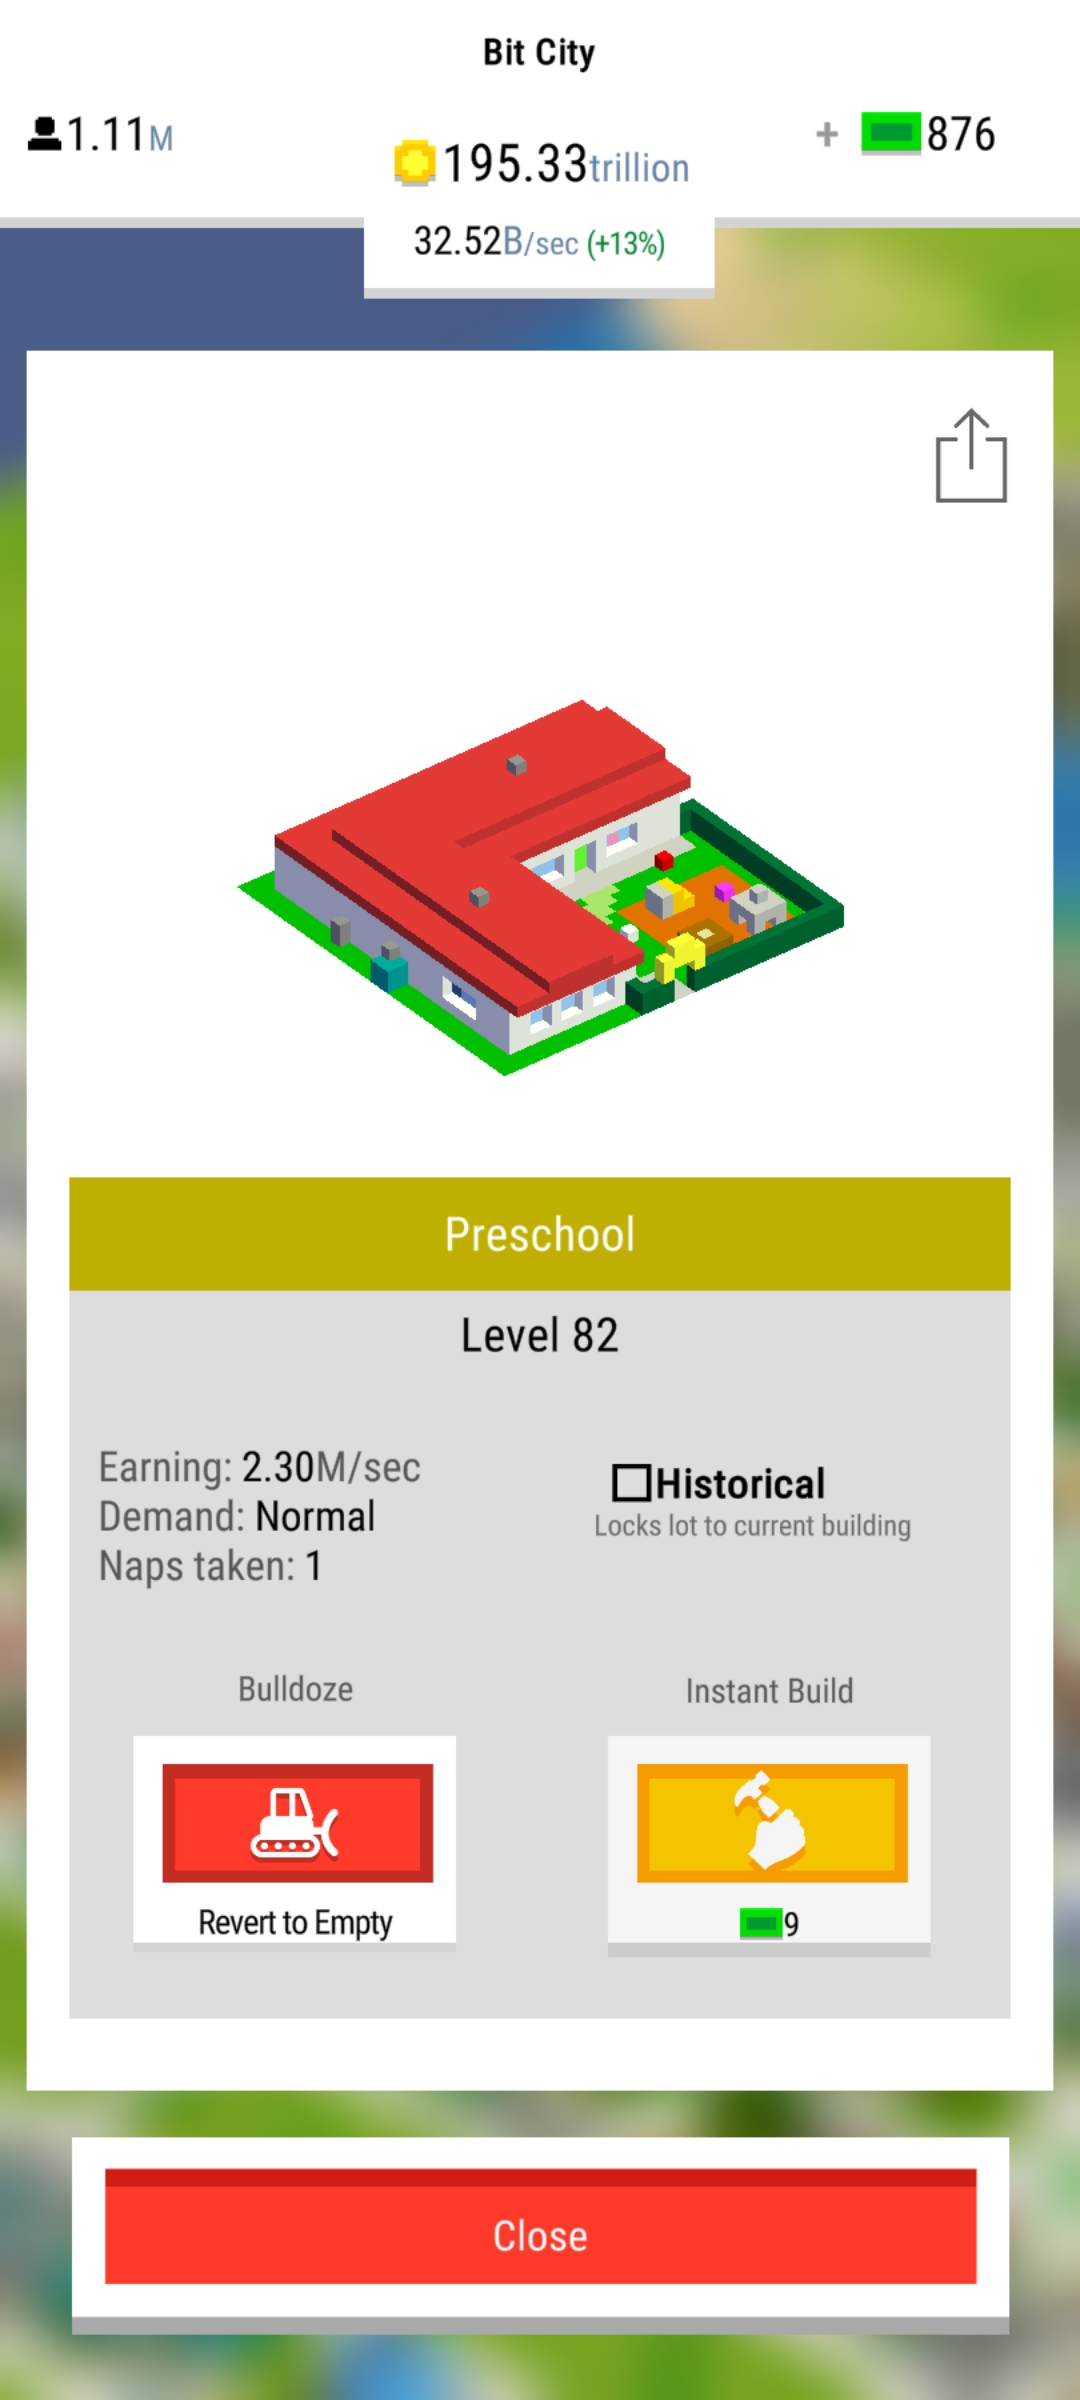 Bit City
1.11M
195.33trillion
+ 876
32.52B/sec (+13%)
Preschool
Level 82
Earning: 2.30M/sec
Demand: Normal
Naps taken: 1
Historical
Locks lot to current building
Bulldoze
Instant Build
Revert to Empty
9
Close